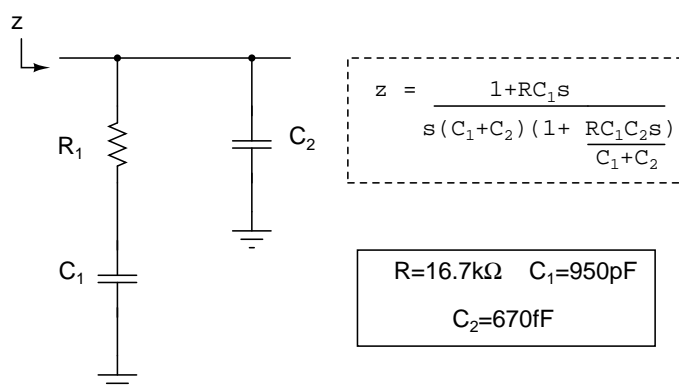 z
R₁
C₁
C₂
z = 1+RC₁s
s(C₁+C₂)(1+ RC₁C₂s)
C₁+C₂
R=16.7kΩ C₁=950pF
C₂=670fF